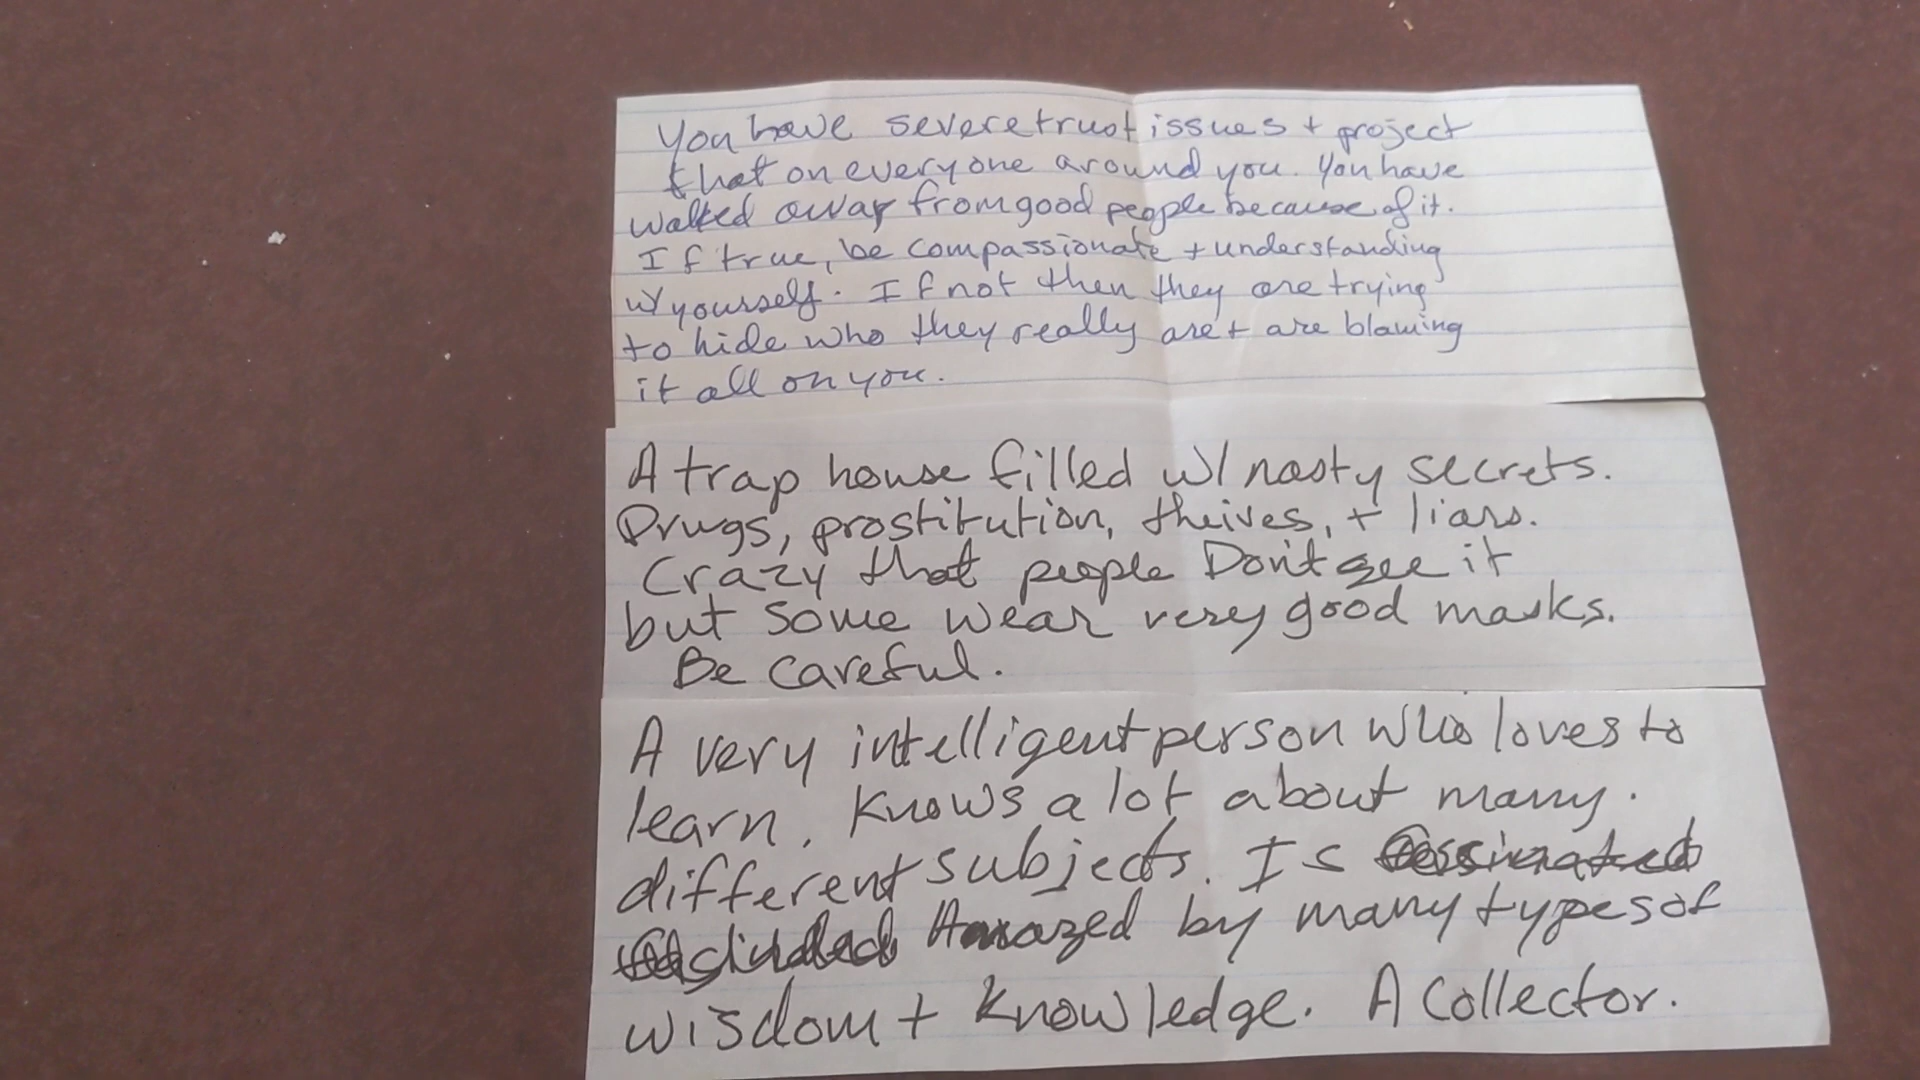 You have severe trust issues + project
that on everyone around you. You have
walked away from good people because of it.
If true, be compassionate + understanding
w/ yourself. If not then they are trying
to hide who they really are + are blaming
it all on you.
A trap house filled w/ nasty secrets.
Drugs, prostitution, theives, + liars.
Crazy that people Don't see it
but some wear very good masks.
Be careful.
A very intelligent person who loves to
learn. Knows a lot about many.
different subjects. Is
Amazed by many types of
wisdom + knowledge. A Collector.